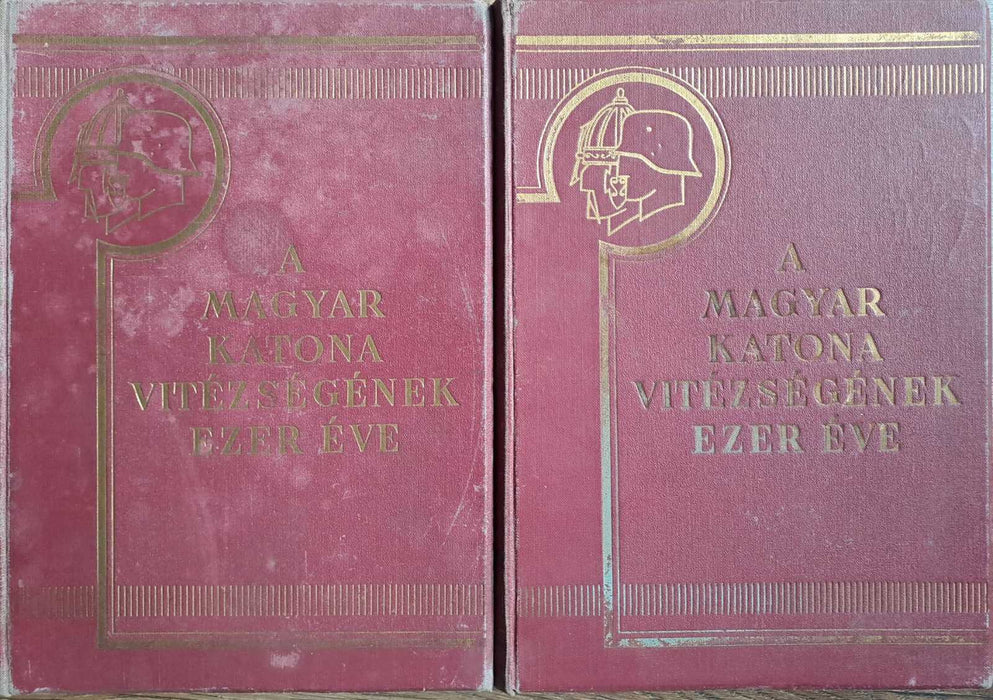 A
MAGYAR
KATONA
VITÉZSÉGÉNEK
EZER ÉVE
A
MAGYAR
KATONA
VITÉZSÉGÉNEK
EZER ÉVE